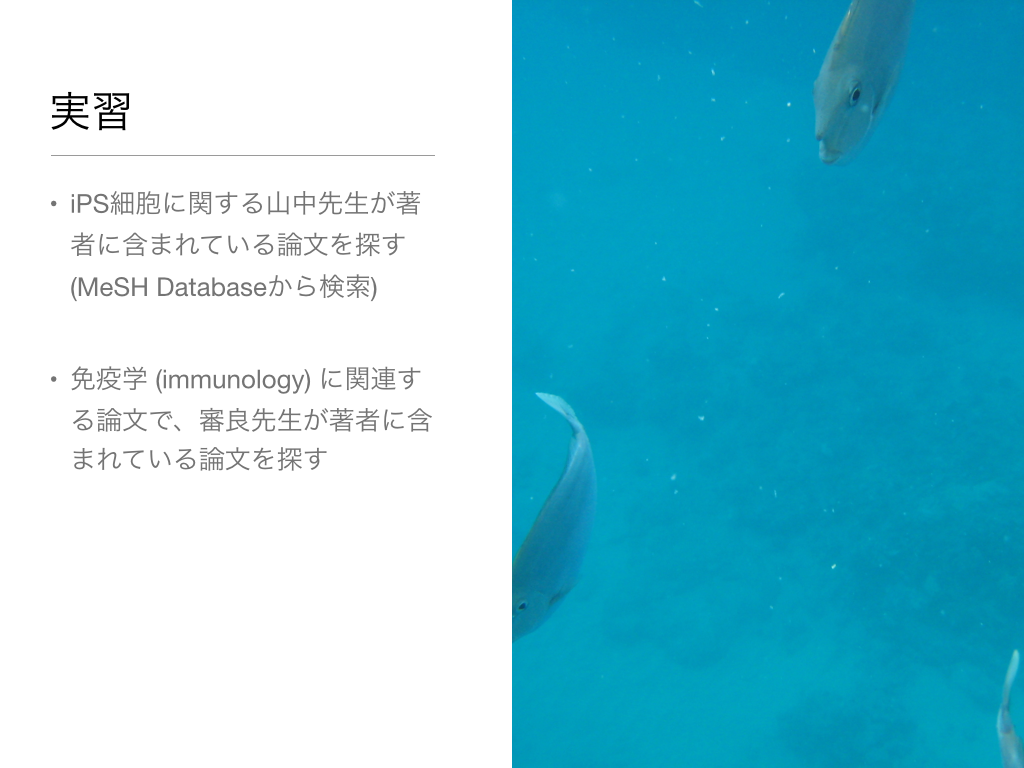 実習
• iPS細胞に関する山中先生が著
者に含まれている論文を探す
(MeSH Databaseから検索)
• 免疫学 (immunology) に関連す
る論文で、審良先生が著者に含
まれている論文を探す